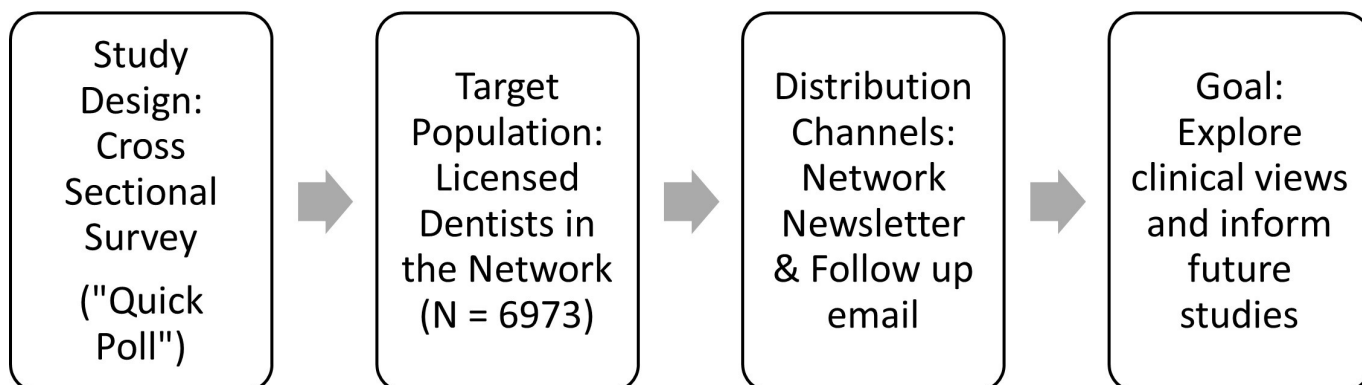 Study
Design:
Cross
Sectional
Survey
("Quick
Poll")
Target
Population:
Licensed
Dentists in
the Network
(N = 6973)
Distribution
Channels:
Network
Newsletter
& Follow up
email
Goal:
Explore
clinical views
and inform
future
studies